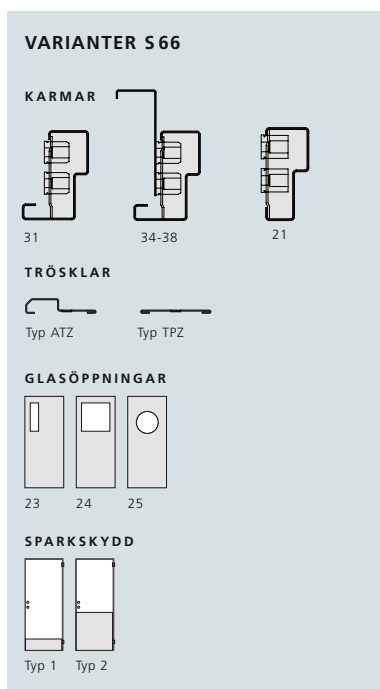 VARIANTER S66
KARMAR
31 34-38 21
TRÖSKLAR
Typ ATZ Typ TPZ
GLASÖPPNINGAR
23 24 25
SPARKSKYDD
Typ 1 Typ 2